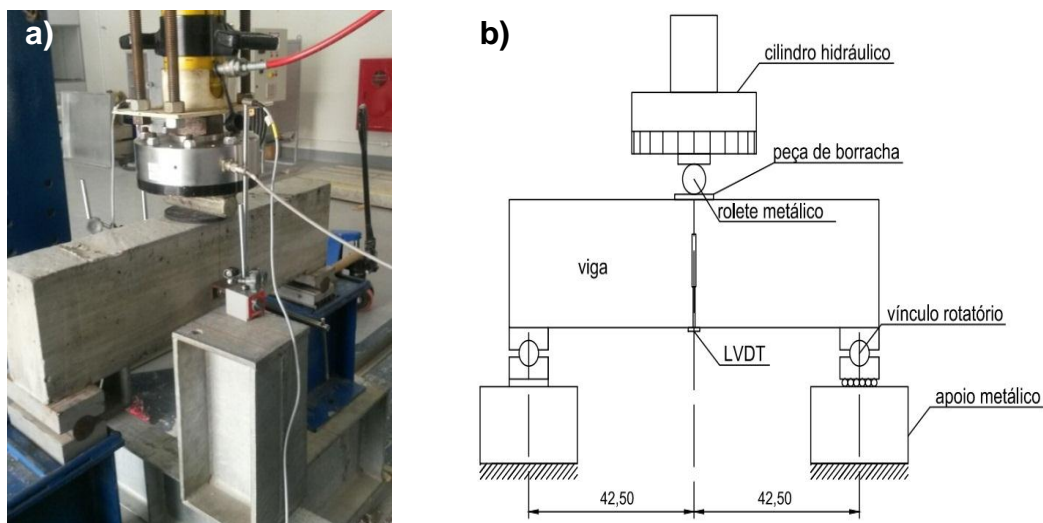 a)
b)
cilindro hidráulico
peça de borracha
rolete metálico
viga
vínculo rotatório
LVDT
apoio metálico
42,50
42,50